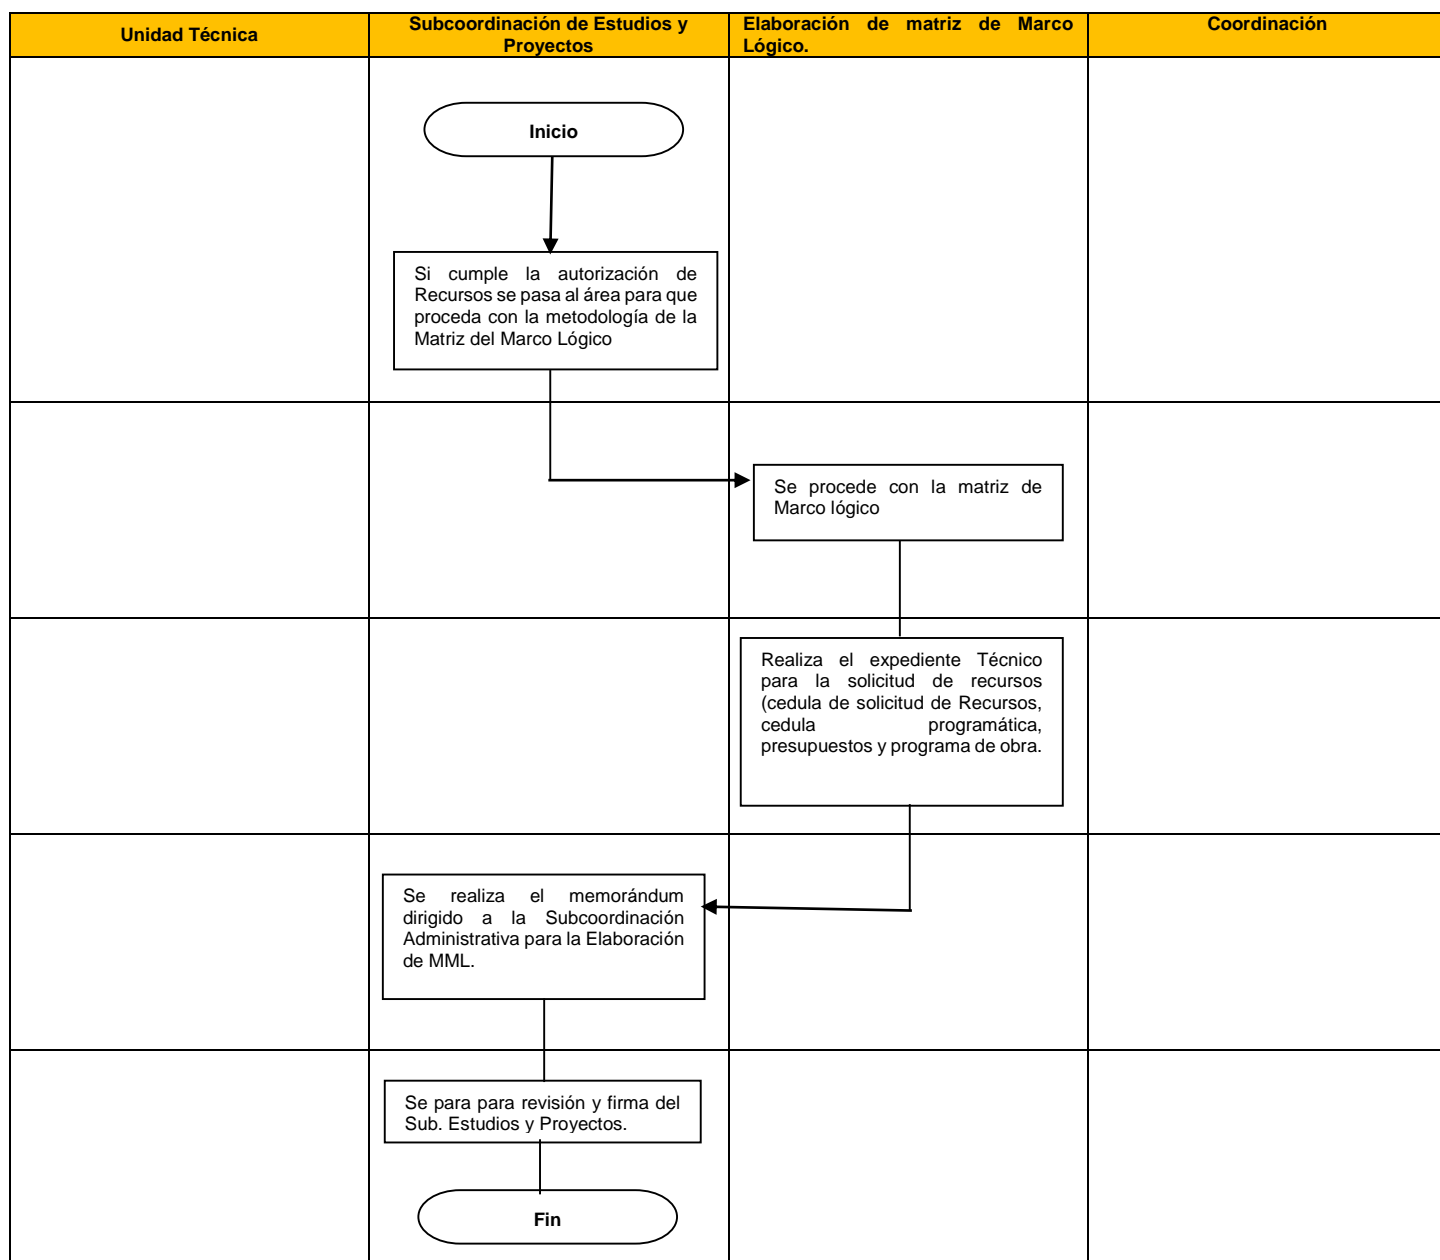 Unidad Técnica
Subcoordinación de Estudios y
Proyectos
Elaboración de matriz de Marco
Lógico.
Coordinación
Inicio
Si cumple la autorización de
Recursos se pasa al área para que
proceda con la metodología de la
Matriz del Marco Lógico
Se procede con la matriz de
Marco lógico
Realiza el expediente Técnico
para la solicitud de recursos
(cedula de solicitud de Recursos,
cedula programática,
presupuestos y programa de obra.
Se realiza el memorándum
dirigido a la Subcoordinación
Administrativa para la Elaboración
de MML.
Se para para revisión y firma del
Sub. Estudios y Proyectos.
Fin